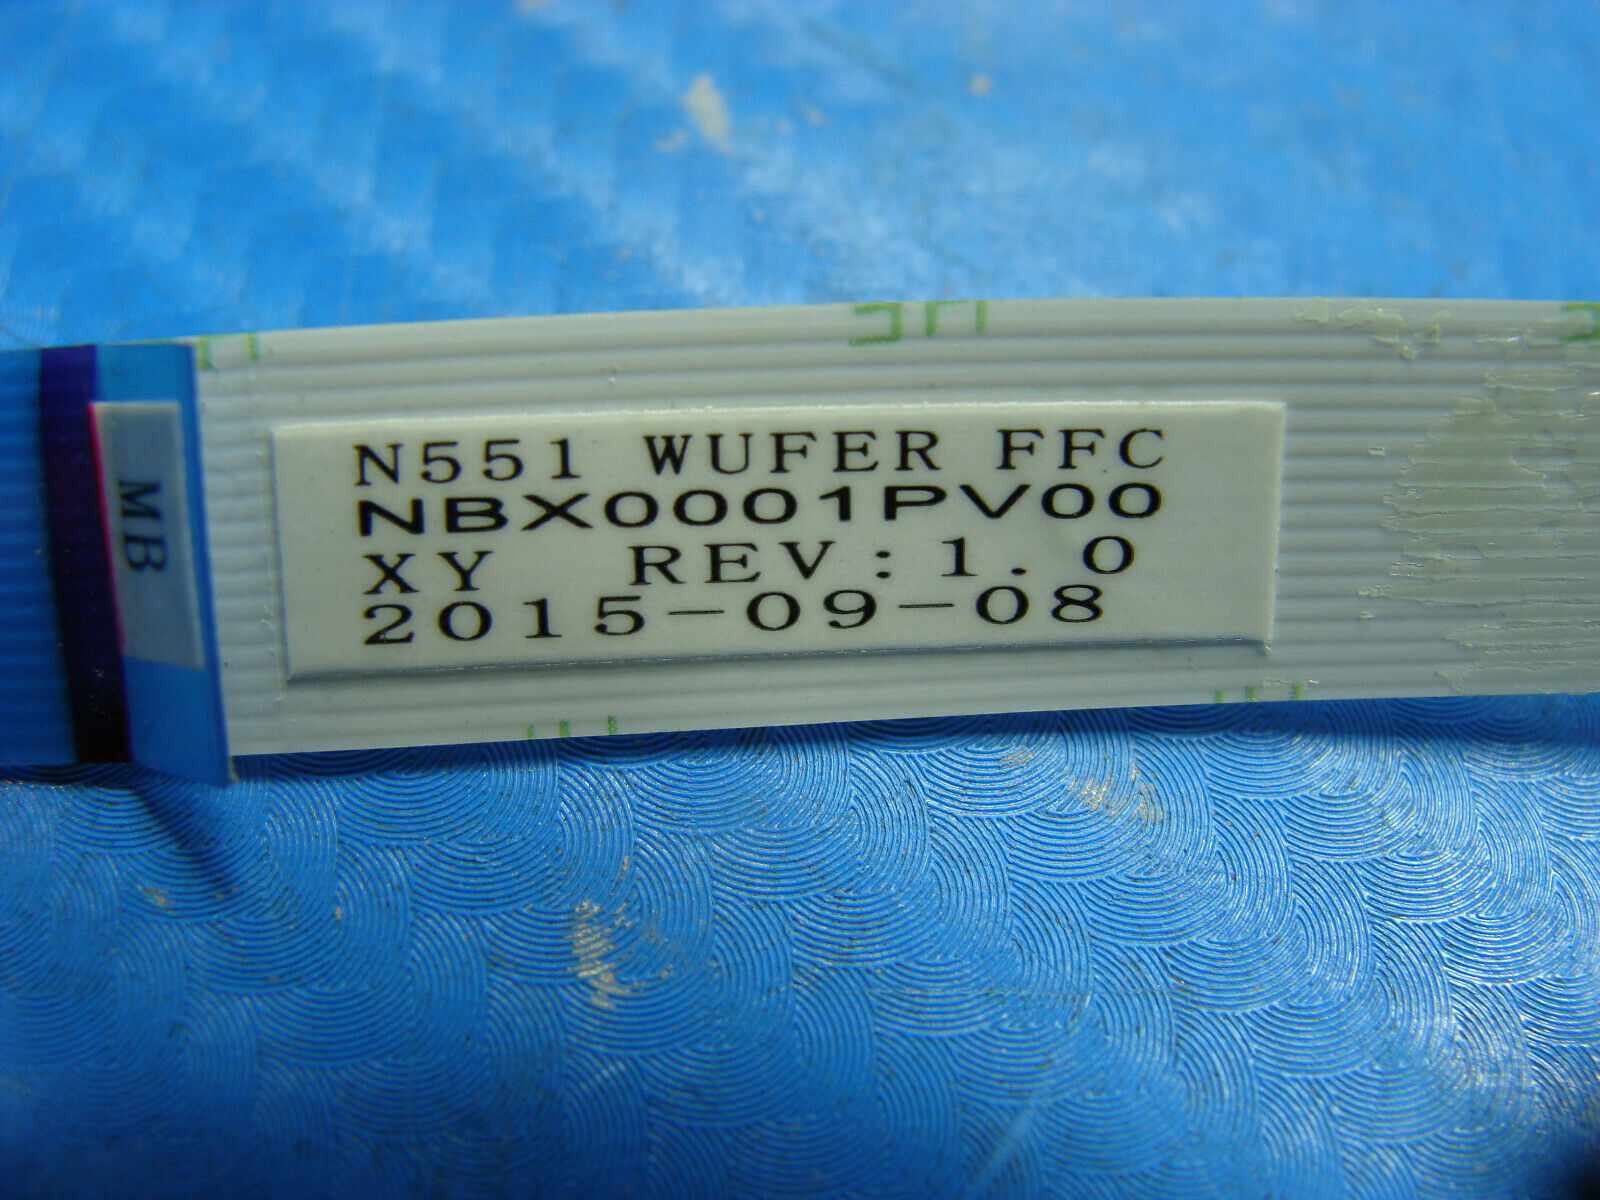 N551 WUFER FFC
NBX0001PV00
XY REV:1.0
2015-09-08
MB